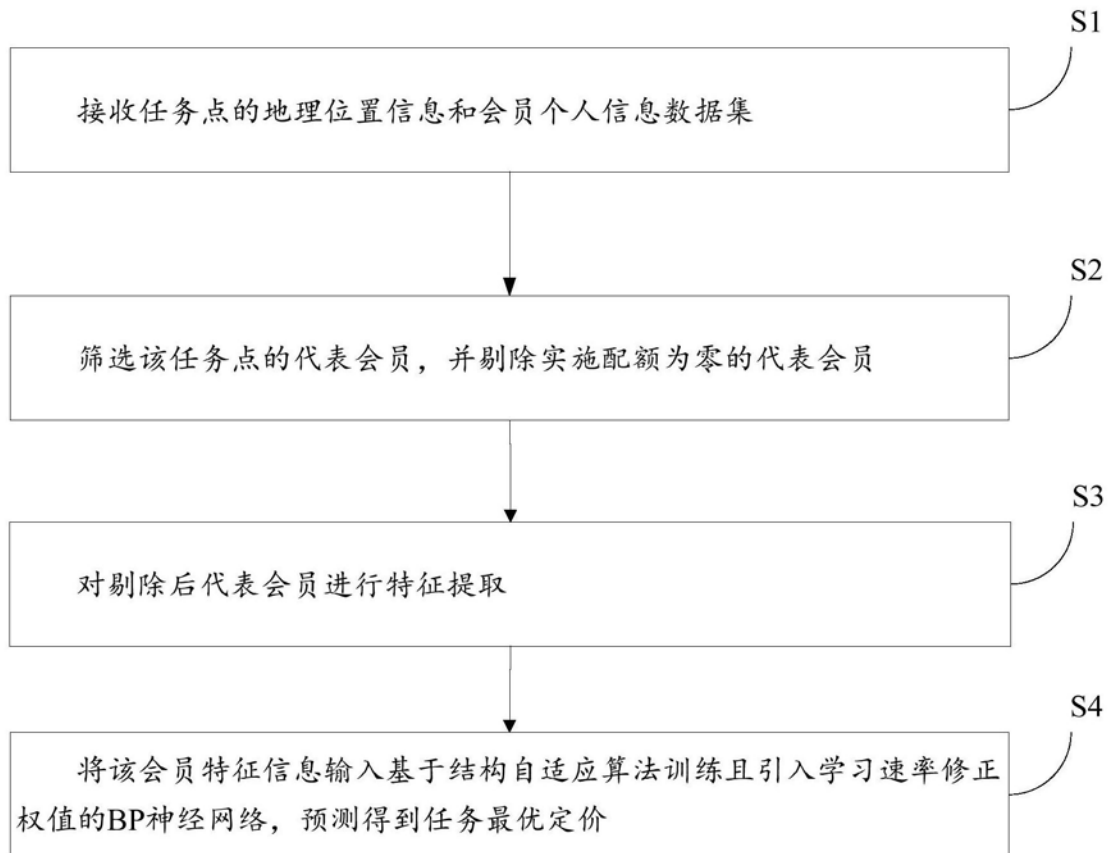 S1
接收任务点的地理位置信息和会员个人信息数据集
S2
筛选该任务点的代表会员，并剔除实施配额为零的代表会员
S3
对剔除后代表会员进行特征提取
S4
将该会员特征信息输入基于结构自适应算法训练且引入学习速率修正
权值的BP神经网络，预测得到任务最优定价